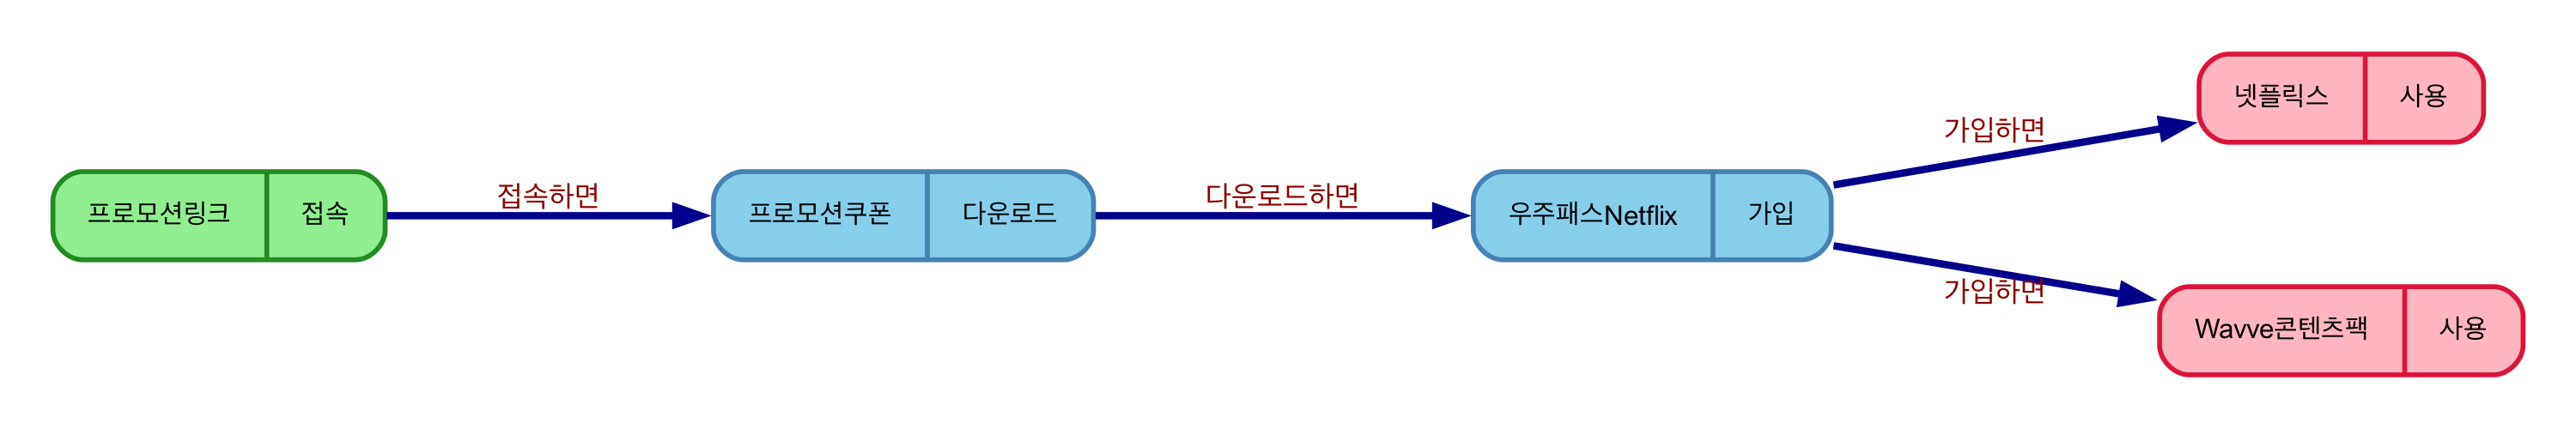 프로모션링크 접속
접속하면
프로모션쿠폰 다운로드
다운로드하면
우주패스Netflix 가입
가입하면
넷플릭스 사용
가입하면
Wavve콘텐츠팩 사용